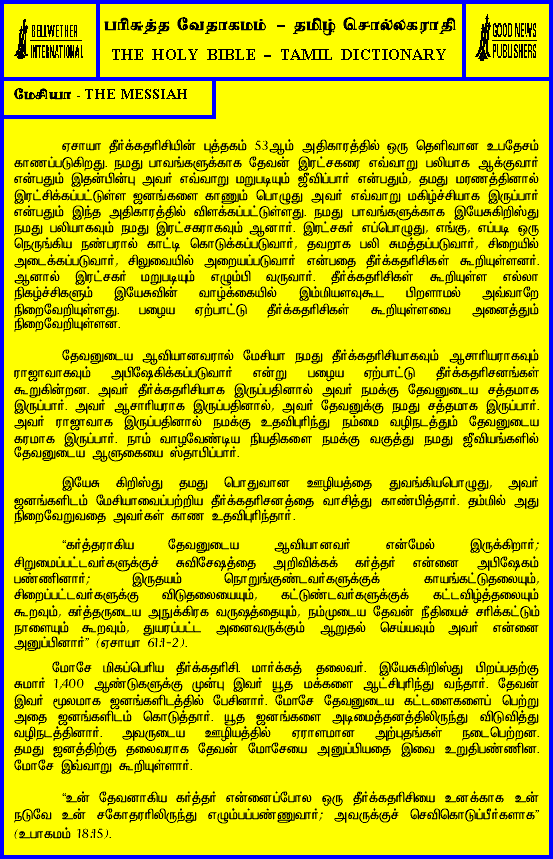 BELLWETHER
INTERNATIONAL
பரிசுத்த வேதாகமம் – தமிழ் சொல்லகராதி
THE HOLY BIBLE – TAMIL DICTIONARY
GOOD NEWS
PUBLISHERS
மேசியா - THE MESSIAH
ஏசாயா தீர்க்கதரிசியின் புத்தகம் 53ஆம் அதிகாரத்தில் ஒரு தெளிவான உபதேசம்
காணப்படுகிறது. நமது பாவங்களுக்காக தேவன் இரட்சகரை எவ்வாறு பலியாக ஆக்குவார்
என்பதும் இதன்பின்பு அவர் எவ்வாறு மறுபடியும் ஜீவிப்பார் என்பதும், தமது மரணத்தினால்
இரட்சிக்கப்பட்டுள்ள ஜனங்களை காணும் பொழுது அவர் எவ்வாறு மகிழ்ச்சியாக இருப்பார்
என்பதும் இந்த அதிகாரத்தில் விளக்கப்பட்டுள்ளது. நமது பாவங்களுக்காக இயேசுகிறிஸ்து
நமது பலியாகவும் நமது இரட்சகராகவும் ஆனார். இரட்சகர் எப்பொழுது, எங்கு, எப்படி ஒரு
நெருங்கிய நண்பரால் காட்டி கொடுக்கப்படுவார், தவறாக பலி சுமத்தப்படுவார், சிறையில்
அடைக்கப்படுவார், சிலுவையில் அறையப்படுவார் என்பதை தீர்க்கதரிசிகள் கூறியுள்ளனர்.
ஆனால் இரட்சகர் மறுபடியும் எழும்பி வருவார். தீர்க்கதரிசிகள் கூறியுள்ள எல்லா
நிகழ்ச்சிகளும் இயேசுவின் வாழ்க்கையில் இம்மியளவுகூட பிறளாமல் அவ்வாறே
நிறைவேறியுள்ளது. பழைய ஏற்பாட்டு தீர்க்கதரிசிகள் கூறியுள்ளவை அனைத்தும்
நிறைவேறியுள்ளன.
தேவனுடைய ஆவியானவரால் மேசியா நமது தீர்க்கதரிசியாகவும் ஆசாரியராகவும்
ராஜாவாகவும் அபிஷேகிக்கப்படுவார் என்று பழைய ஏற்பாட்டு தீர்க்கதரிசனங்கள்
கூறுகின்றன. அவர் தீர்க்கதரிசியாக இருப்பதினால் அவர் நமக்கு தேவனுடைய சத்தமாக
இருப்பார். அவர் ஆசாரியராக இருப்பதினால், அவர் தேவனுக்கு நமது சத்தமாக இருப்பார்.
அவர் ராஜாவாக இருப்பதினால் நமக்கு உதவிபுரிந்து நம்மை வழிநடத்தும் தேவனுடைய
கரமாக இருப்பார். நாம் வாழவேண்டிய நியதிகளை நமக்கு வகுத்து நமது ஜீவியங்களில்
தேவனுடைய ஆளுகையை ஸ்தாபிப்பார்.
இயேசு கிறிஸ்து தமது பொதுவான ஊழியத்தை துவங்கியபொழுது, அவர்
ஜனங்களிடம் மேசியாவைப்பற்றிய தீர்க்கதரிசனத்தை வாசித்து காண்பித்தார். தம்மில் அது
நிறைவேறுவதை அவர்கள் காண உதவிபுரிந்தார்.
“கர்த்தராகிய தேவனுடைய ஆவியானவர் என்மேல் இருக்கிறார்;
சிறுமைப்பட்டவர்களுக்குச் சுவிசேஷத்தை அறிவிக்கக் கர்த்தர் என்னை அபிஷேகம்
பண்ணினார்; இருதயம் நொறுங்குண்டவர்களுக்குக் காயங்கட்டுதலையும்,
சிறைப்பட்டவர்களுக்கு விடுதலையையும், கட்டுண்டவர்களுக்குக் கட்டவிழ்த்தலையும்
கூறவும், கர்த்தருடைய அநுக்கிரக வருஷத்தையும், நம்முடைய தேவன் நீதியைச் சரிக்கட்டும்
நாளையும் கூறவும், துயரப்பட்ட அனைவருக்கும் ஆறுதல் செய்யவும் அவர் என்னை
அனுப்பினார்” (ஏசாயா 61:1-2).
மோசே மிகப்பெரிய தீர்க்கதரிசி. மார்க்கத் தலைவர். இயேசுகிறிஸ்து பிறப்பதற்கு
சுமார் 1,400 ஆண்டுகளுக்கு முன்பு இவர் யூத மக்களை ஆட்சிபுரிந்து வந்தார். தேவன்
இவர் மூலமாக ஜனங்களிடத்தில் பேசினார். மோசே தேவனுடைய கட்டளைகளைப் பெற்று
அதை ஜனங்களிடம் கொடுத்தார். யூத ஜனங்களை அடிமைத்தனத்திலிருந்து விடுவித்து
வழிநடத்தினார். அவருடைய ஊழியத்தில் ஏராளமான அற்புதங்கள் நடைபெற்றன.
தமது ஜனத்திற்கு தலைவராக தேவன் மோசேயை அனுப்பியதை இவை உறுதிபண்ணின.
மோசே இவ்வாறு கூறியுள்ளார்.
“உன் தேவனாகிய கர்த்தர் என்னைப்போல ஒரு தீர்க்கதரிசியை உனக்காக உன்
நடுவே உன் சகோதரரிலிருந்து எழும்பப்பண்ணுவார்; அவருக்குச் செவிகொடுப்பீர்களாக”
(உபாகமம் 18:15).